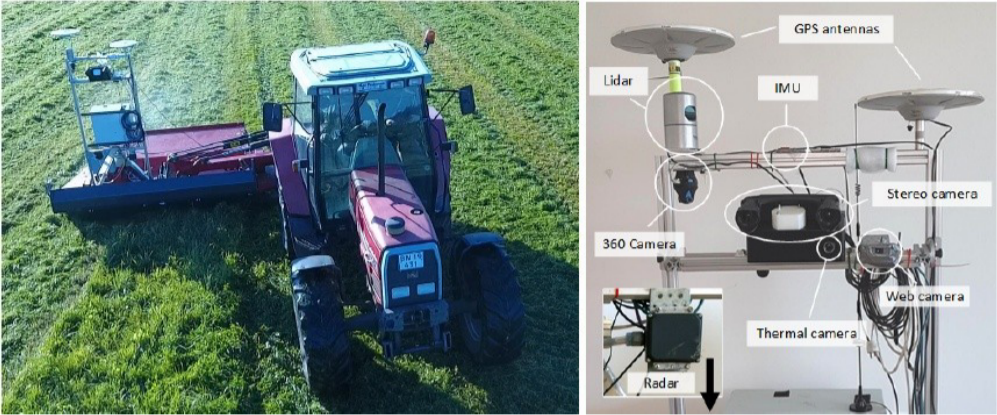 GPS antennas
Lidar
IMU
Stereo camera
360 Camera
Web camera
Thermal camera
Radar